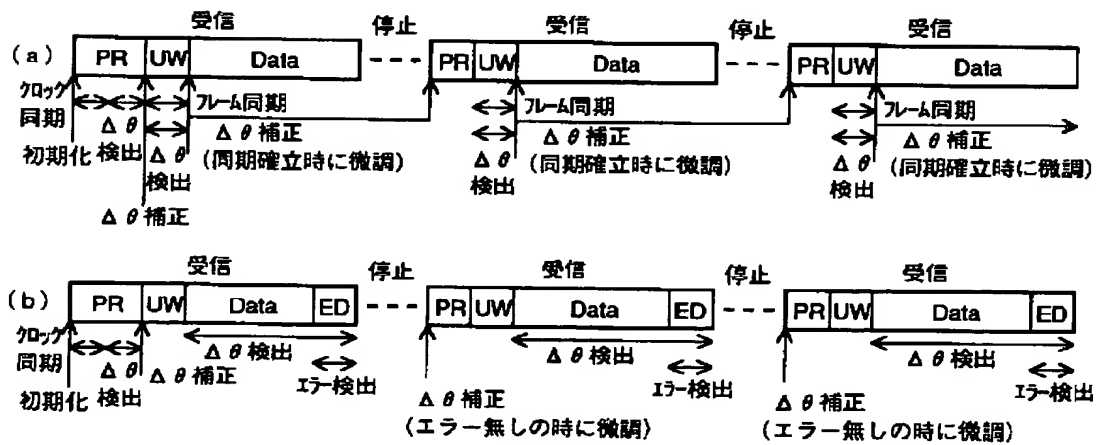 受信 停止 受信 停止 受信
(a) PR UW Data PR UW Data PR UW Data
クロック フレーム同期 フレーム同期 フレーム同期
同期 Δθ Δθ補正 Δθ補正 Δθ補正
初期化 検出 Δθ (同期確立時に微調) Δθ (同期確立時に微調) Δθ (同期確立時に微調)
検出 検出 検出
Δθ補正
受信 停止 受信 停止 受信
(b) PR UW Data ED PR UW Data ED PR UW Data ED
クロック Δθ検出 Δθ検出 Δθ検出
同期 Δθ Δθ補正 エラー検出 エラー検出 エラー検出
初期化 検出 Δθ補正 Δθ補正
(エラー無しの時に微調) (エラー無しの時に微調)